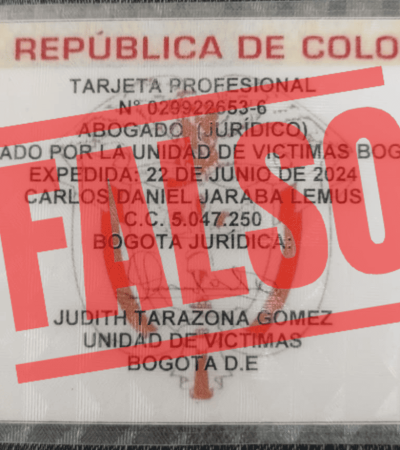 REPÚBLICA DE COLO
TARJETA PROFESIONAL
N° 029922653-6
ABOGADO (JURÍDICO)
ADO POR LA UNIDAD DE VICTIMAS BOG
EXPEDIDA: 22 DE JUNIO DE 2024
CARLOS DANIEL JARABA LEMUS
C.C. 5.047.250
BOGOTA JURÍDICA:
FALSO
JUDITH TARAZONA GOMEZ
UNIDAD DE VICTIMAS
BOGOTA D.E